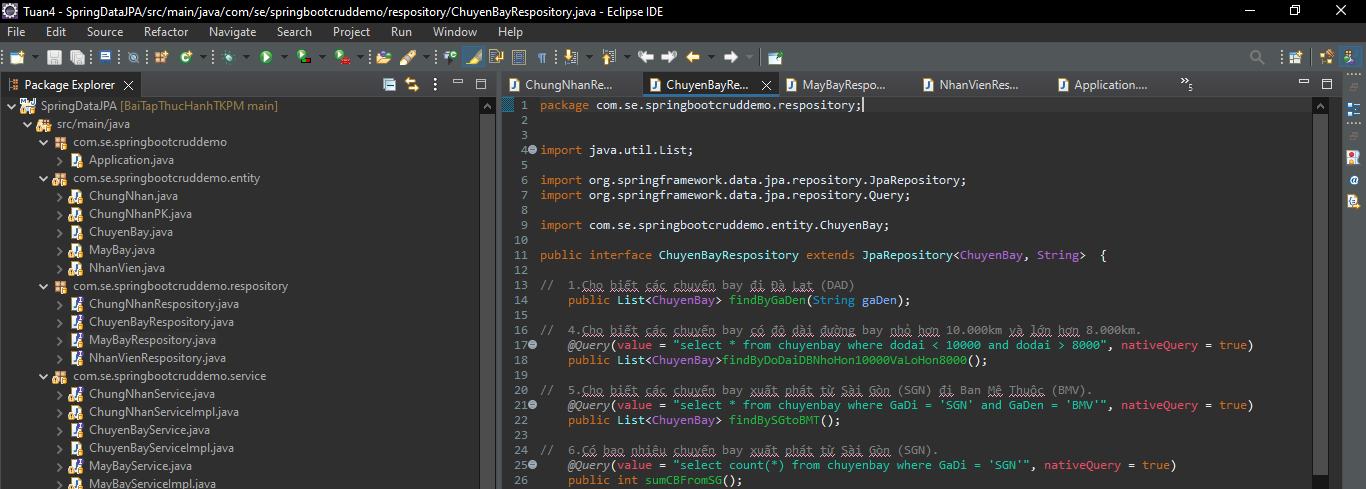 Tuan4 - SpringDataJPA/src/main/java/com/se/springbootcruddemo/respository/ChuyenBayRespository.java - Eclipse IDE
File Edit Source Refactor Navigate Search Project Run Window Help
Package Explorer
SpringDataJPA [BaiTapThucHanhTKPM main]
src/main/java
com.se.springbootcruddemo
Application.java
com.se.springbootcruddemo.entity
ChungNhan.java
ChungNhanPK.java
ChuyenBay.java
MayBay.java
NhanVien.java
com.se.springbootcruddemo.respository
ChungNhanRespository.java
ChuyenBayRespository.java
MayBayRespository.java
NhanVienRespository.java
com.se.springbootcruddemo.service
ChungNhanService.java
ChungNhanServiceImpl.java
ChuyenBayService.java
ChuyenBayServiceImpl.java
MayBayService.java
MayBayServiceImpl.java
ChungNhanRe... ChuyenBayRe... MayBayRespo... NhanVienRes... Application.... »5
1 package com.se.springbootcruddemo.respository;
2
3
4 import java.util.List;
5
6 import org.springframework.data.jpa.repository.JpaRepository;
7 import org.springframework.data.jpa.repository.Query;
8
9 import com.se.springbootcruddemo.entity.ChuyenBay;
10
11 public interface ChuyenBayRespository extends JpaRepository<ChuyenBay, String> {
12
13 // 1.Cho biết các chuyến bay đi Đà Lạt (DAD)
14 public List<ChuyenBay> findByGaDen(String gaDen);
15
16 // 4.Cho biết các chuyến bay có độ dài đường bay nhỏ hơn 10.000km và lớn hơn 8.000km.
17 @Query(value = "select * from chuyenbay where dodai < 10000 and dodai > 8000", nativeQuery = true)
18 public List<ChuyenBay>findByDoDaiDBNhoHon10000VaLoHon8000();
19
20 // 5.Cho biết các chuyến bay xuất phát từ Sài Gòn (SGN) đi Ban Mê Thuộc (BMV).
21 @Query(value = "select * from chuyenbay where GaDi = 'SGN' and GaDen = 'BMV'", nativeQuery = true)
22 public List<ChuyenBay> findBySGtoBMT();
23
24 // 6.Có bao nhiêu chuyến bay xuất phát từ Sài Gòn (SGN).
25 @Query(value = "select count(*) from chuyenbay where GaDi = 'SGN'", nativeQuery = true)
26 public int sumCBFromSG();